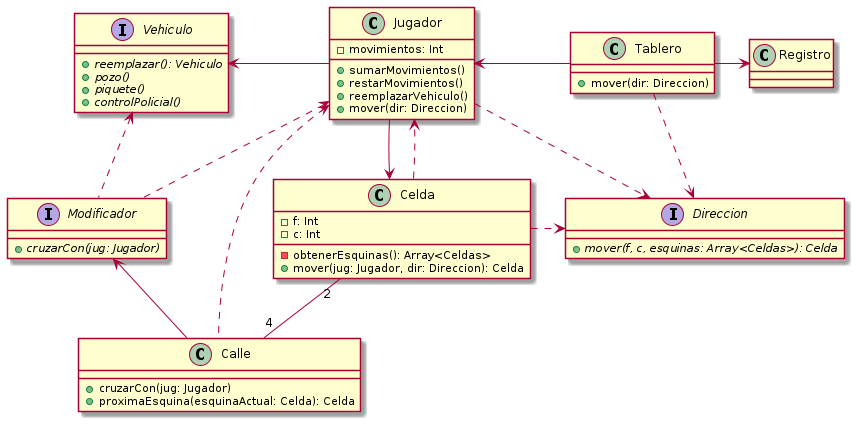 I Vehiculo
reemplazar(): Vehiculo
pozo()
piquete()
controlPolicial()
C Jugador
movimientos: Int
sumarMovimientos()
restarMovimientos()
reemplazarVehiculo()
mover(dir: Direccion)
C Tablero
mover(dir: Direccion)
C Registro
I Modificador
cruzarCon(jug: Jugador)
C Celda
f: Int
c: Int
obtenerEsquinas(): Array<Celdas>
mover(jug: Jugador, dir: Direccion): Celda
I Direccion
mover(f, c, esquinas: Array<Celdas>): Celda
2
4
C Calle
cruzarCon(jug: Jugador)
proximaEsquina(esquinaActual: Celda): Celda